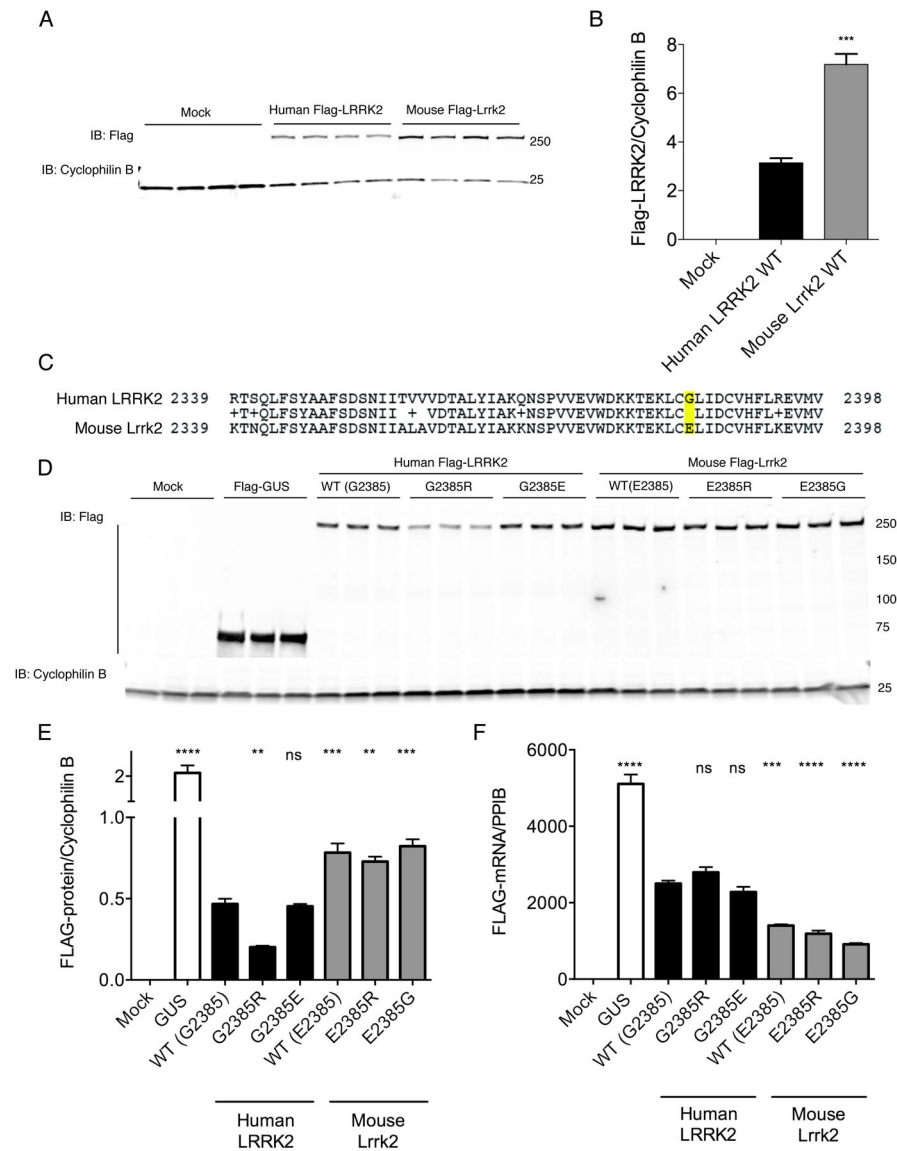 A
Mock
Human Flag-LRRK2
Mouse Flag-Lrrk2
IB: Flag
250
IB: Cyclophilin B
25
B
Flag-LRRK2/Cyclophilin B
8
6
4
2
0
***
Mock
Human LRRK2 WT
Mouse Lrrk2 WT
C
Human LRRK2 2339 RTSQLFSYAAFSDSNIITVVVDTALYIAKQNSPVVEVWDKKTEKLCGLIDCVHFLREVMV 2398
+T+QLFSYAAFSDSNII + VDTALYIAK+NSPVVEVWDKKTEKLC LIDCVHFL+EVMV
Mouse Lrrk2 2339 KTNQLFSYAAFSDSNIIALAVDTALYIAKKNSPVVEVWDKKTEKLCELIDCVHFLKEVMV 2398
D
Human Flag-LRRK2
Mouse Flag-Lrrk2
Mock
Flag-GUS
WT (G2385)
G2385R
G2385E
WT(E2385)
E2385R
E2385G
IB: Flag
250
150
100
75
IB: Cyclophilin B
25
E
FLAG-protein/Cyclophilin B
2
1.0
0.5
0.0
**** ** ns *** ** ***
Mock
GUS
WT (G2385)
G2385R
G2385E
WT (E2385)
E2385R
E2385G
Human
LRRK2
Mouse
Lrrk2
F
FLAG-mRNA/PPIB
6000
4000
2000
0
**** ns ns *** **** ****
Mock
GUS
WT (G2385)
G2385R
G2385E
WT (E2385)
E2385R
E2385G
Human
LRRK2
Mouse
Lrrk2